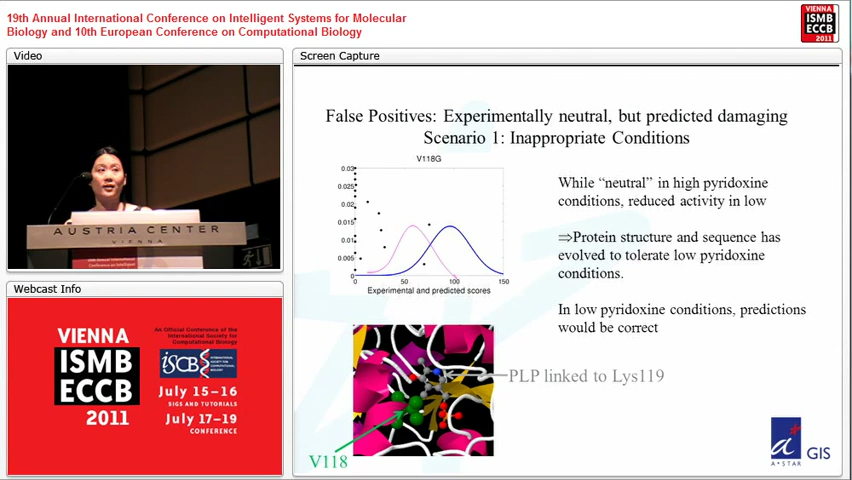 19th Annual International Conference on Intelligent Systems for Molecular
Biology and 10th European Conference on Computational Biology
VIENNA
ISMB
ECCB
2011
Video
AUSTRIA CENTER
VIENNA
Webcast Info
VIENNA
ISMB
ECCB
2011
An Official Conference of the
International Society for
Computational Biology
ISCB
INTERNATIONAL
SOCIETY FOR
COMPUTATIONAL
BIOLOGY
July 15–16
SIGS AND TUTORIALS
July 17–19
CONFERENCE
Screen Capture
False Positives: Experimentally neutral, but predicted damaging
Scenario 1: Inappropriate Conditions
V118G
0.03
0.025
0.02
0.015
0.01
0.005
0
0
50
100
150
Experimental and predicted scores
While “neutral” in high pyridoxine
conditions, reduced activity in low
⇒Protein structure and sequence has
evolved to tolerate low pyridoxine
conditions.
In low pyridoxine conditions, predictions
would be correct
PLP linked to Lys119
V118
a*
A*STAR
GIS